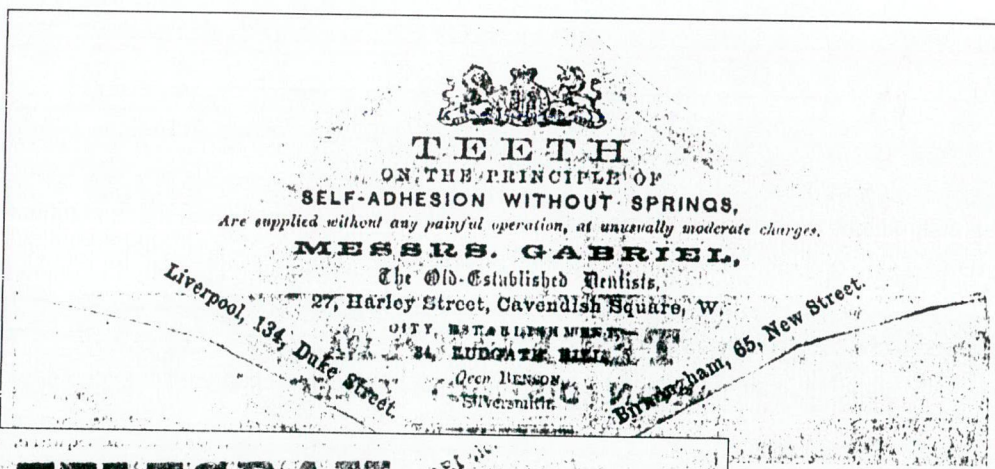 TEETH
ON THE PRINCIPLE OF
SELF-ADHESION WITHOUT SPRINGS,
Are supplied without any painful operation, at unusually moderate charges.
MESSRS. GABRIEL,
The Old-Established Dentists,
27, Harley Street, Cavendish Square, W.
CITY ESTABLISHMENT
34, LUDGATE HILL
BENSON,
Silversmith.
Liverpool, 134, Duke Street.
Birmingham, 65, New Street.